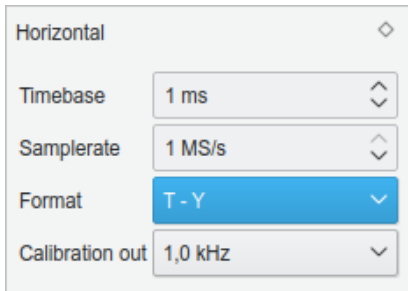 Horizontal
Timebase 1 ms
Samplerate 1 MS/s
Format T - Y
Calibration out 1,0 kHz